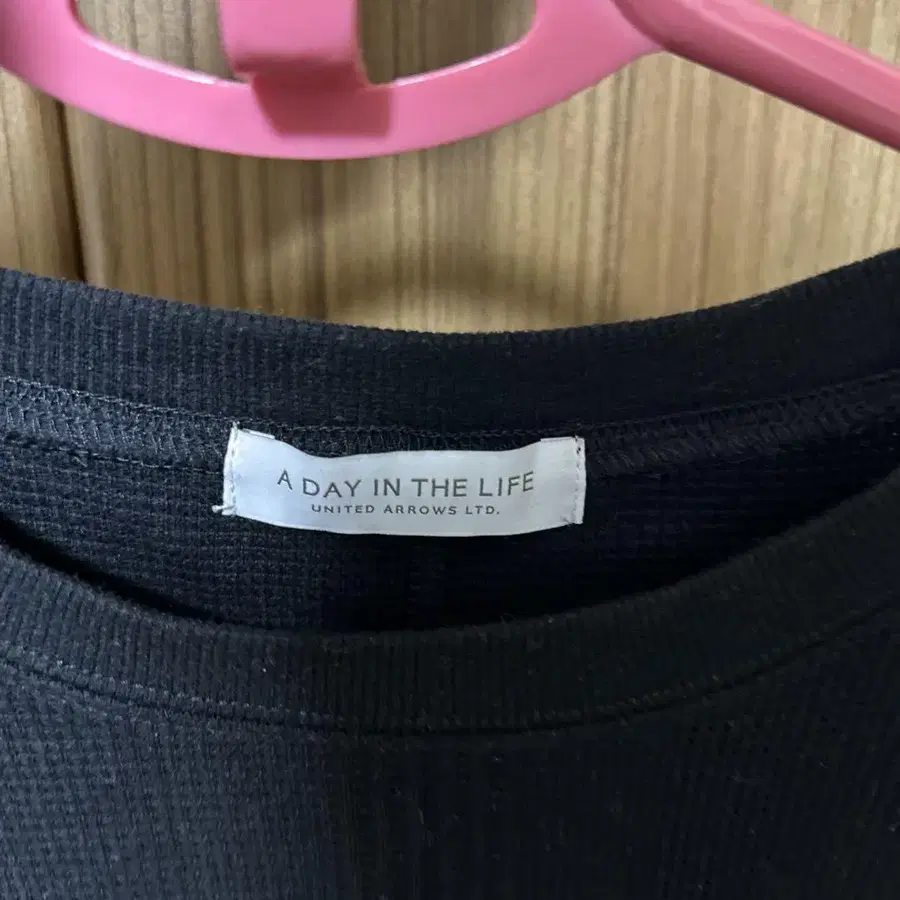 A DAY IN THE LIFE
UNITED ARROWS LTD.